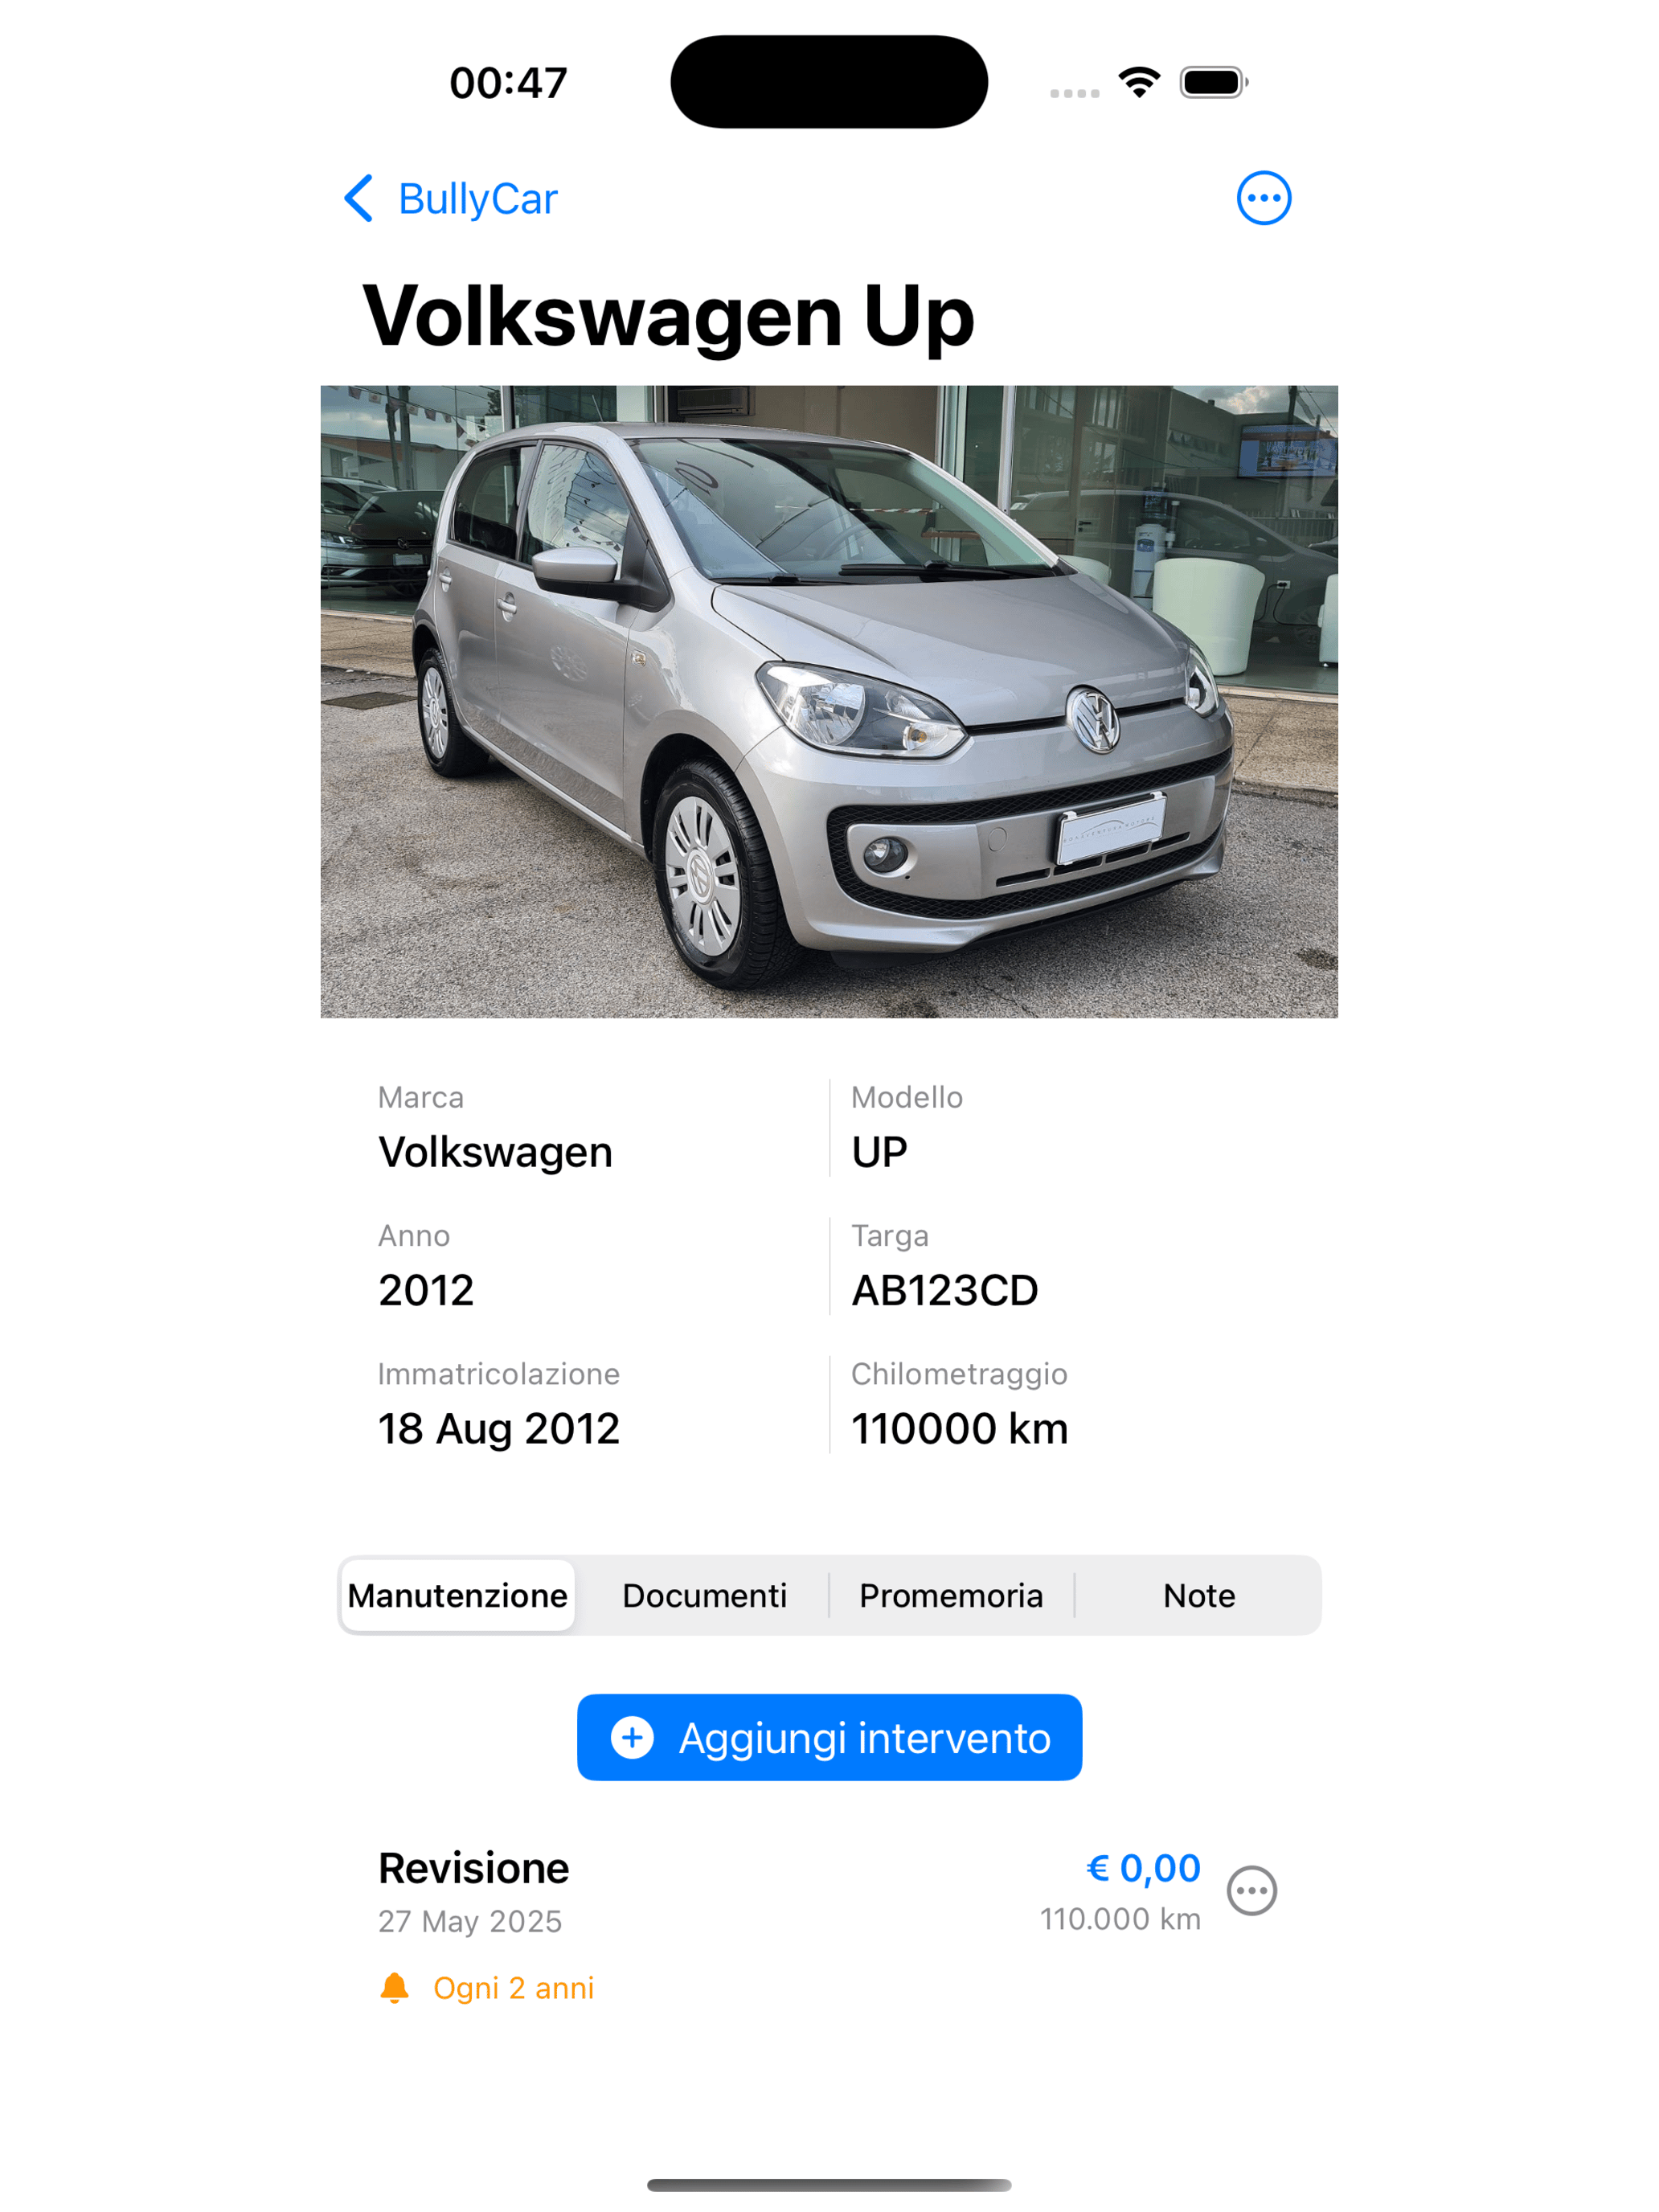 00:47
BullyCar
Volkswagen Up
Marca
Modello
Volkswagen
UP
Anno
Targa
2012
AB123CD
Immatricolazione
Chilometraggio
18 Aug 2012
110000 km
Manutenzione
Documenti
Promemoria
Note
Aggiungi intervento
Revisione
€ 0,00
27 May 2025
110.000 km
Ogni 2 anni